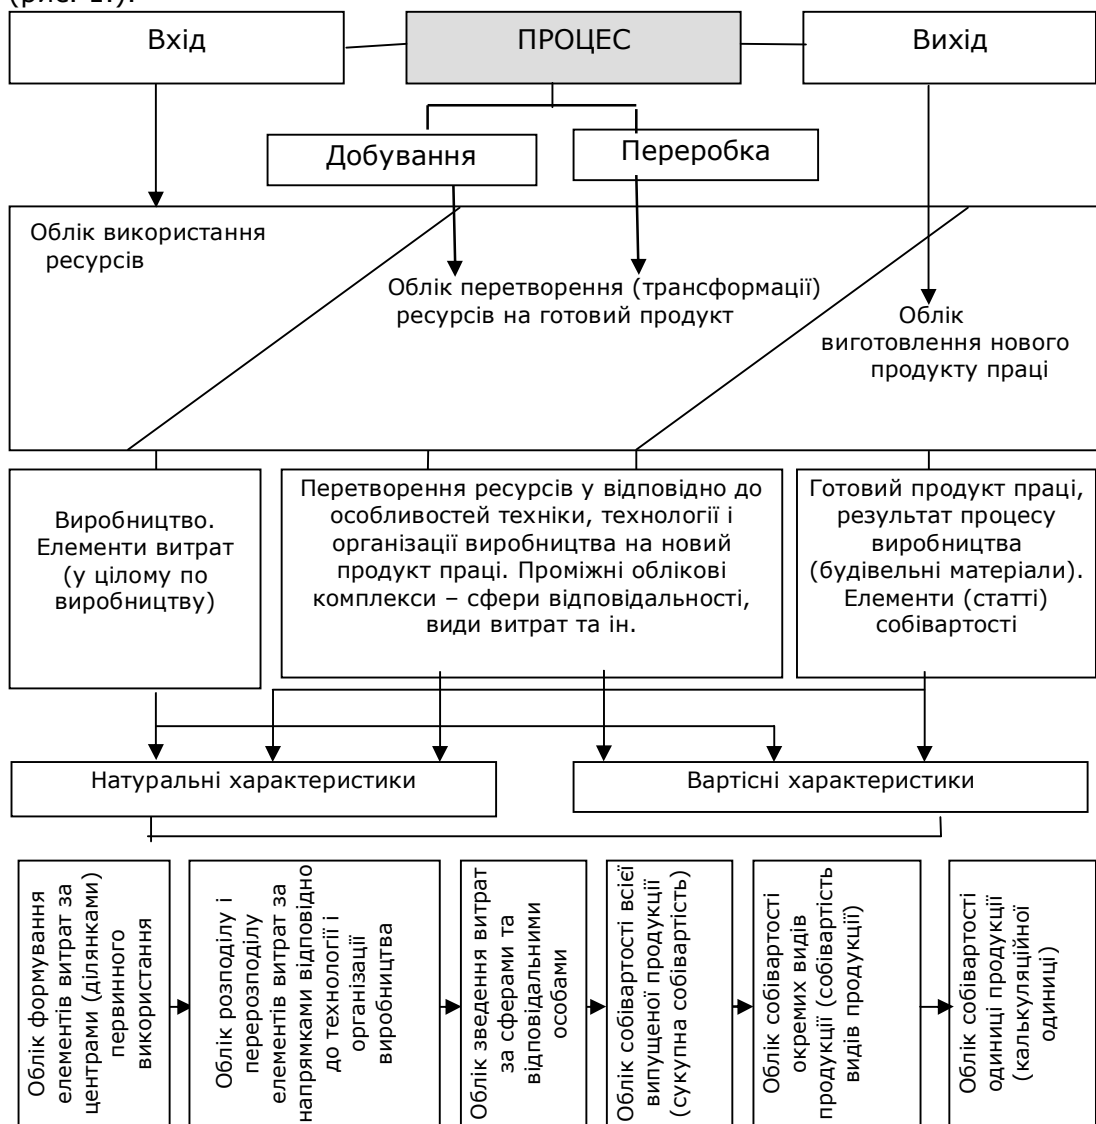 (рис. 1.).
Вхід
ПРОЦЕС
Вихід
Добування
Переробка
Облік використання
ресурсів
Облік перетворення (трансформації)
ресурсів на готовий продукт
Облік
виготовлення нового
продукту праці
Виробництво.
Елементи витрат
(у цілому по
виробництву)
Перетворення ресурсів у відповідно до
особливостей техніки, технології і
організації виробництва на новий
продукт праці. Проміжні облікові
комплекси – сфери відповідальності,
види витрат та ін.
Готовий продукт праці,
результат процесу
виробництва
(будівельні матеріали).
Елементи (статті)
собівартості
Натуральні характеристики
Вартісні характеристики
Облік формування
елементів витрат за
центрами (ділянками)
первинного
використання
Облік розподілу і
перерозподілу
елементів витрат за
напрямками відповідно
до технології і
організації
виробництва
Облік зведення витрат
за сферами та
відповідальними
особами
Облік собівартості всієї
випущеної продукції
(сукупна собівартість)
Облік собівартості
окремих видів
продукції (собівартість
видів продукції)
Облік собівартості
одиниці продукції
(калькуляційної
одиниці)